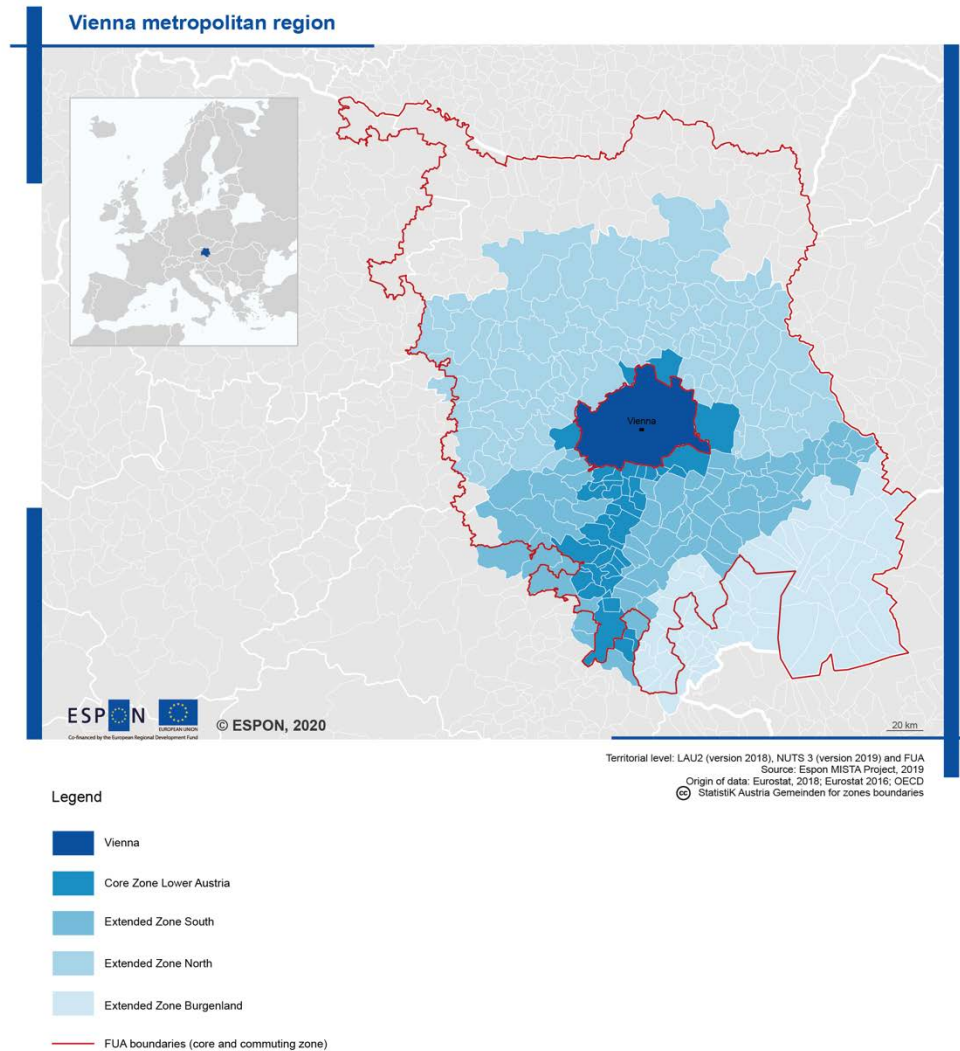 Vienna metropolitan region
Vienna
ESPON
EUROPEAN UNION
Co-financed by the European Regional Development Fund
© ESPON, 2020
20 km
Territorial level: LAU2 (version 2018), NUTS 3 (version 2019) and FUA
Source: Espon MISTA Project, 2019
Origin of data: Eurostat, 2018; Eurostat 2016; OECD
cc StatistiK Austria Gemeinden for zones boundaries
Legend
Vienna
Core Zone Lower Austria
Extended Zone South
Extended Zone North
Extended Zone Burgenland
FUA boundaries (core and commuting zone)